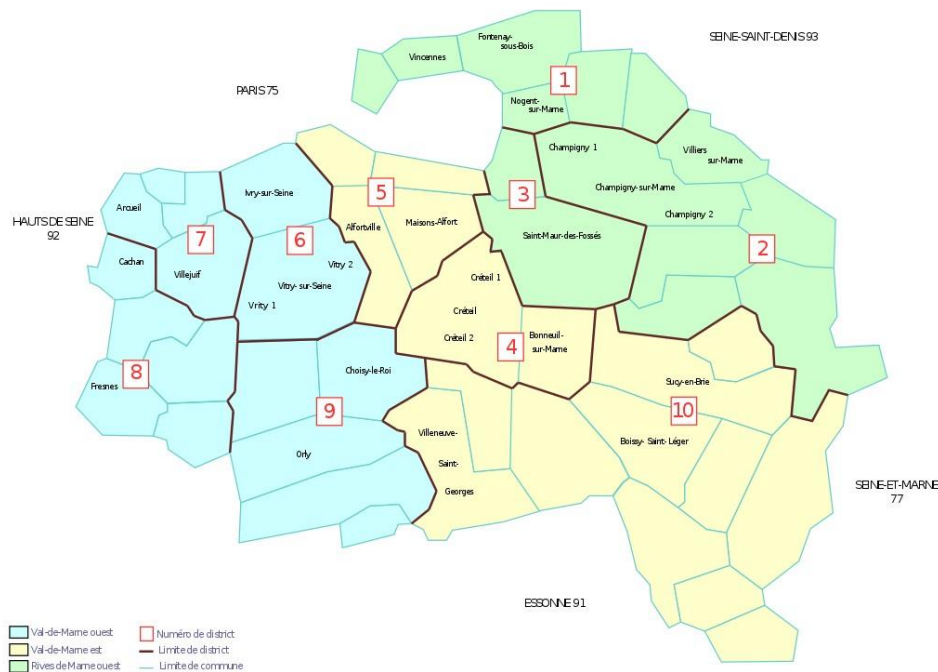 SEINE-SAINT-DENIS 93
Fontenay-
sous-Bois
Vincennes
1
PARIS 75
Nogent-
sur-Marne
Champigny 1
Villiers
sur-Marne
Ivry-sur-Seine
5
3
Champigny-sur-Marne
Arcueil
Champigny 2
HAUTS DE SEINE
92
7
6
Alfortville
Maisons-Alfort
Saint-Maur-des-Fossés
2
Cachan
Villejuif
Vitry 2
Vitry- sur-Seine
Créteil 1
Vrity 1
Créteil
Créteil 2
4
Bonneuil-
sur-Marne
8
Fresnes
Choisy-le-Roi
Sucy-en-Brie
9
10
Villeneuve-
Saint-
Georges
Boissy- Saint- Léger
Orly
SEINE-ET-MARNE
77
ESSONNE 91
Val-de-Marne ouest
Numéro de district
Val-de-Marne est
Limite de district
Rives de Marne ouest
Limite de commune